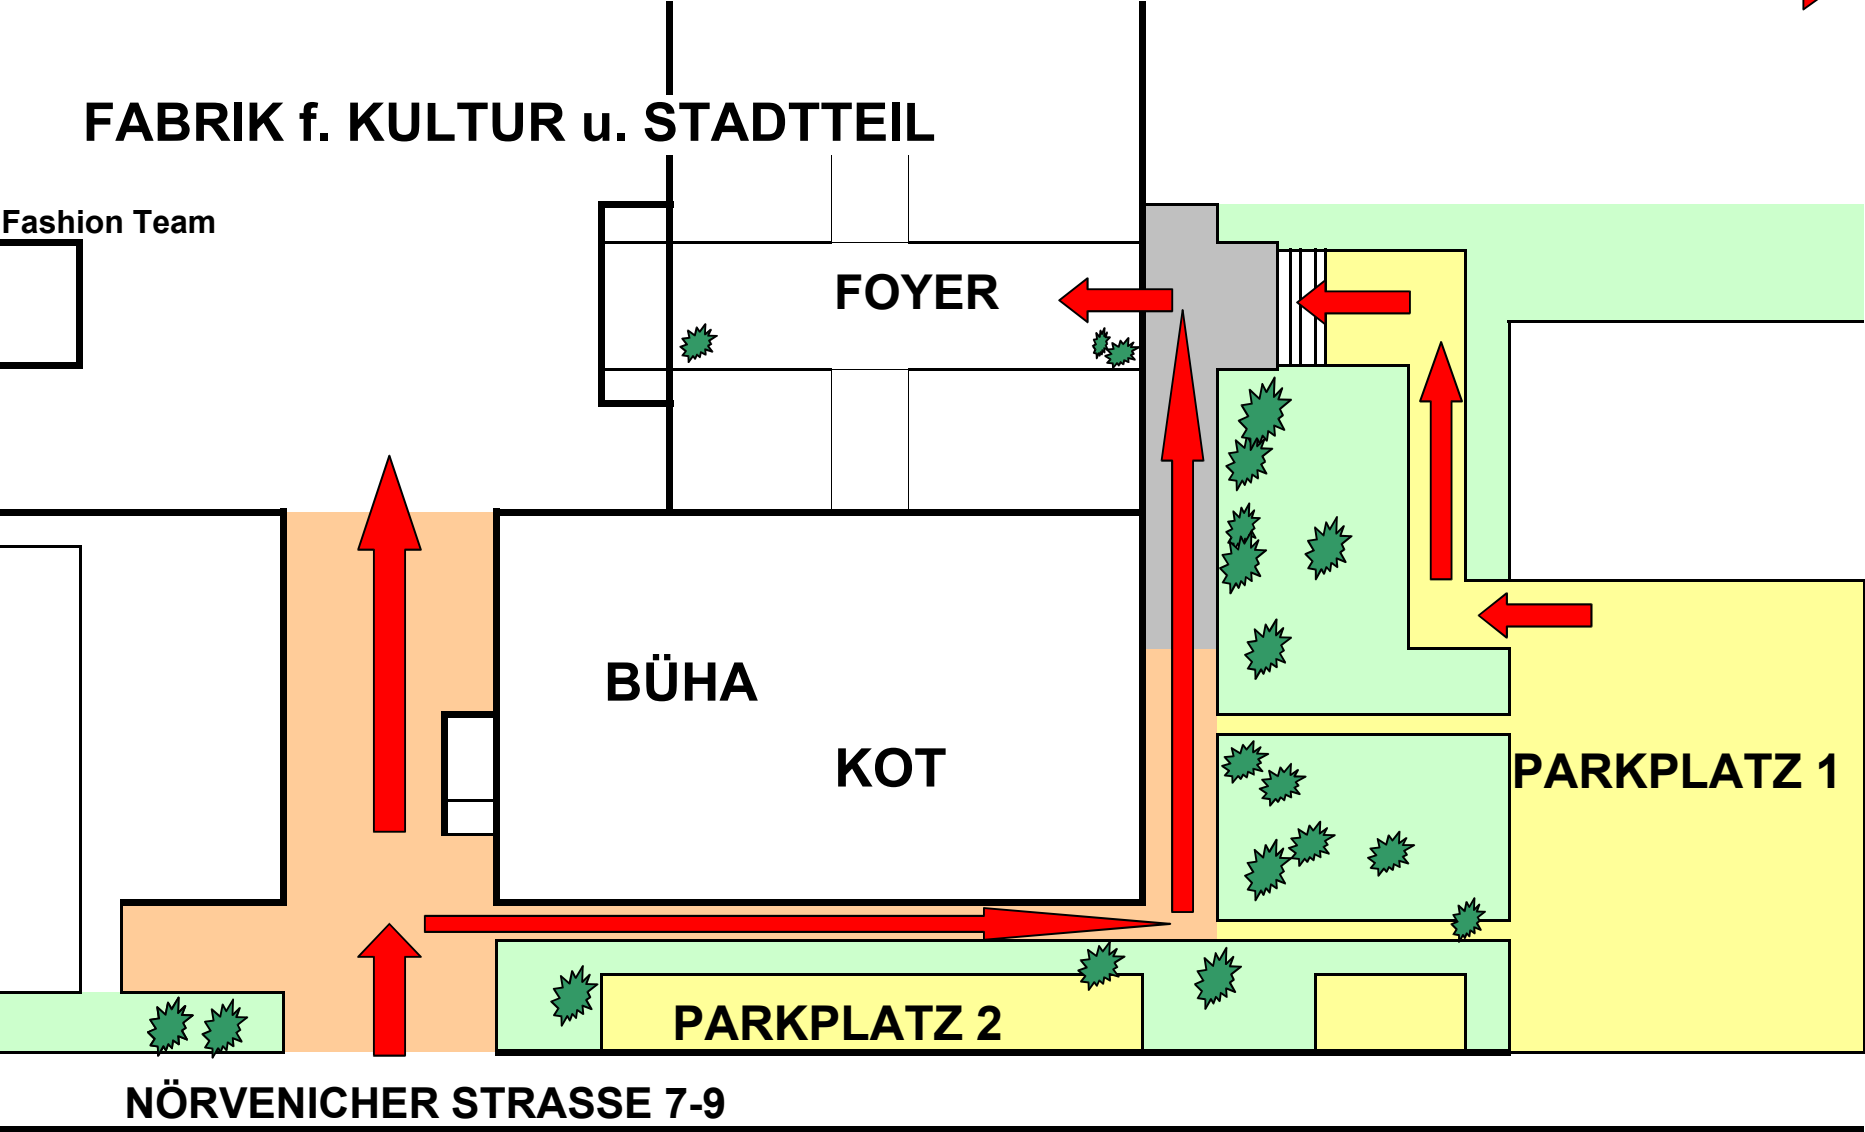 FABRIK f. KULTUR u. STADTTEIL
Fashion Team
FOYER
BÜHA
KOT
PARKPLATZ 1
PARKPLATZ 2
NÖRVENICHER STRASSE 7-9